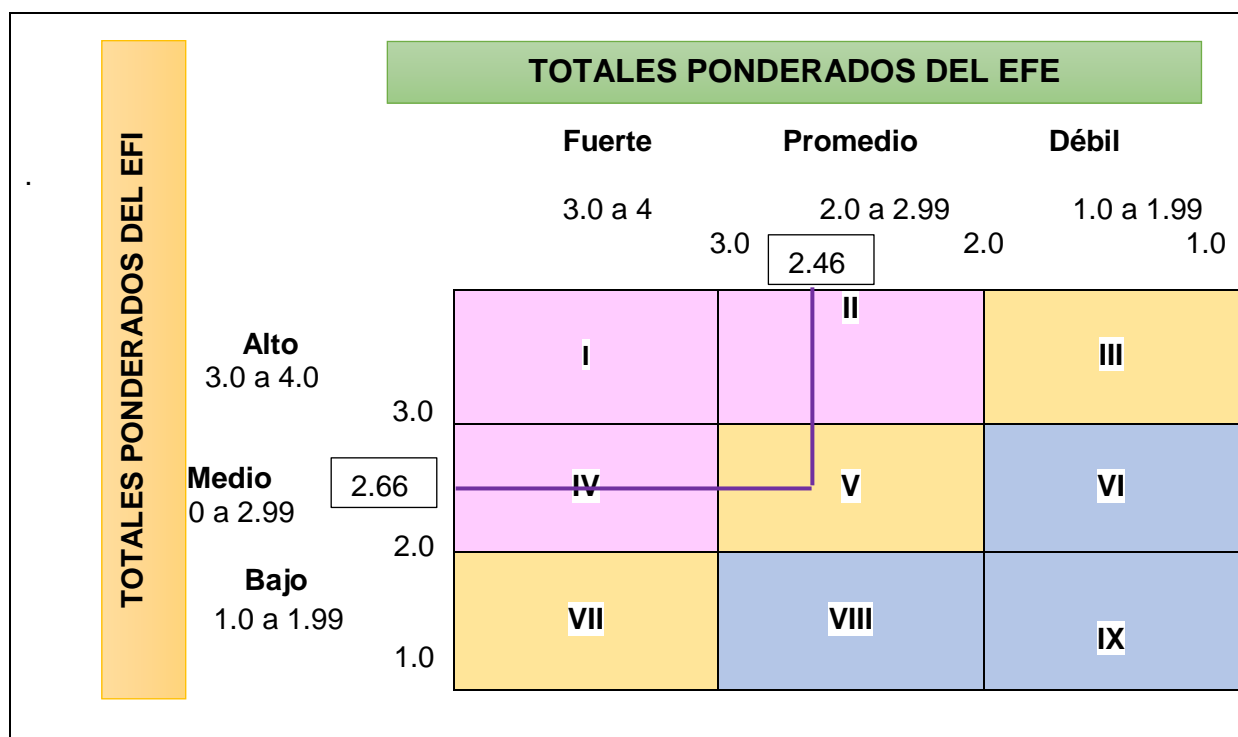 TOTALES PONDERADOS DEL EFE
TOTALES PONDERADOS DEL EFI
Fuerte Promedio Débil
.
3.0 a 4 2.0 a 2.99 1.0 a 1.99
3.0 2.0 1.0
2.46
II
Alto I III
3.0 a 4.0
3.0
Medio 2.66 IV V VI
0 a 2.99
2.0
Bajo
1.0 a 1.99 VII VIII IX
1.0